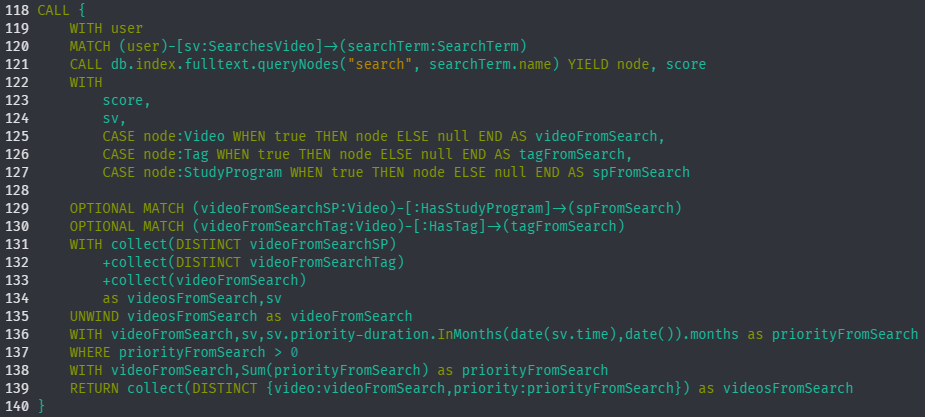 118 CALL {
119     WITH user
120     MATCH (user)-[sv:SearchesVideo]→(searchTerm:SearchTerm)
121     CALL db.index.fulltext.queryNodes("search", searchTerm.name) YIELD node, score
122     WITH
123         score,
124         sv,
125         CASE node:Video WHEN true THEN node ELSE null END AS videoFromSearch,
126         CASE node:Tag WHEN true THEN node ELSE null END AS tagFromSearch,
127         CASE node:StudyProgram WHEN true THEN node ELSE null END AS spFromSearch
128
129     OPTIONAL MATCH (videoFromSearchSP:Video)-[:HasStudyProgram]→(spFromSearch)
130     OPTIONAL MATCH (videoFromSearchTag:Video)-[:HasTag]→(tagFromSearch)
131     WITH collect(DISTINCT videoFromSearchSP)
132         +collect(DISTINCT videoFromSearchTag)
133         +collect(videoFromSearch)
134         as videosFromSearch,sv
135     UNWIND videosFromSearch as videoFromSearch
136     WITH videoFromSearch,sv,sv.priority-duration.InMonths(date(sv.time),date()).months as priorityFromSearch
137     WHERE priorityFromSearch > 0
138     WITH videoFromSearch,Sum(priorityFromSearch) as priorityFromSearch
139     RETURN collect(DISTINCT {video:videoFromSearch,priority:priorityFromSearch}) as videosFromSearch
140 }